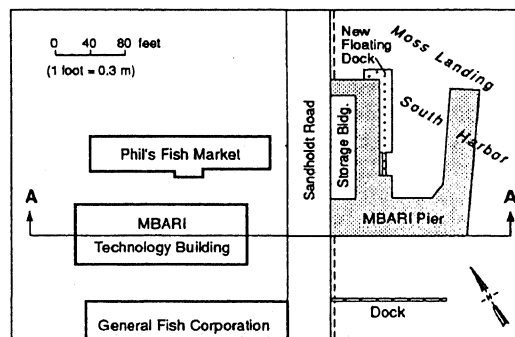 0 40 80 feet
(1 foot = 0.3 m)
New
Floating
Dock
Moss Landing
South Harbor
Sandholdt Road
Storage Bldg.
Phil's Fish Market
A
A
MBARI
Technology Building
MBARI Pier
N
General Fish Corporation
Dock